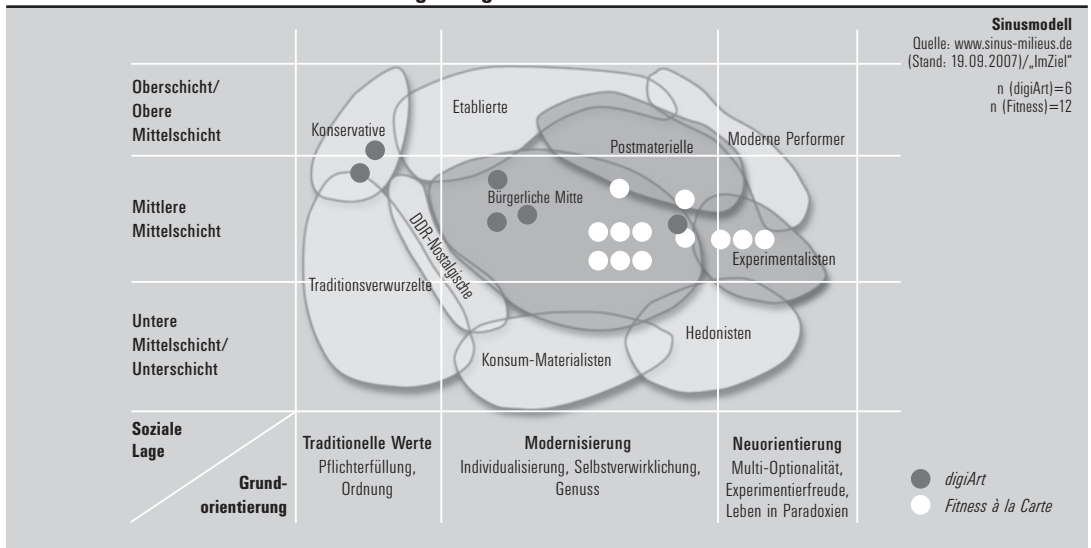 Sinusmodell
Quelle: www.sinus-milieus.de
(Stand: 19.09.2007)/„ImZiel“
n (digiArt)=6
n (Fitness)=12
Oberschicht/
Obere
Mittelschicht
Konservative
Etablierte
Postmaterielle
Moderne Performer
Mittlere
Mittelschicht
Bürgerliche Mitte
DDR-Nostalgische
Experimentalisten
Traditionsverwurzelte
Untere
Mittelschicht/
Unterschicht
Hedonisten
Konsum-Materialisten
Soziale
Lage
Grund-
orientierung
Traditionelle Werte
Pflichterfüllung,
Ordnung
Modernisierung
Individualisierung, Selbstverwirklichung,
Genuss
Neuorientierung
Multi-Optionalität,
Experimentierfreude,
Leben in Paradoxien
digiArt
Fitness à la Carte